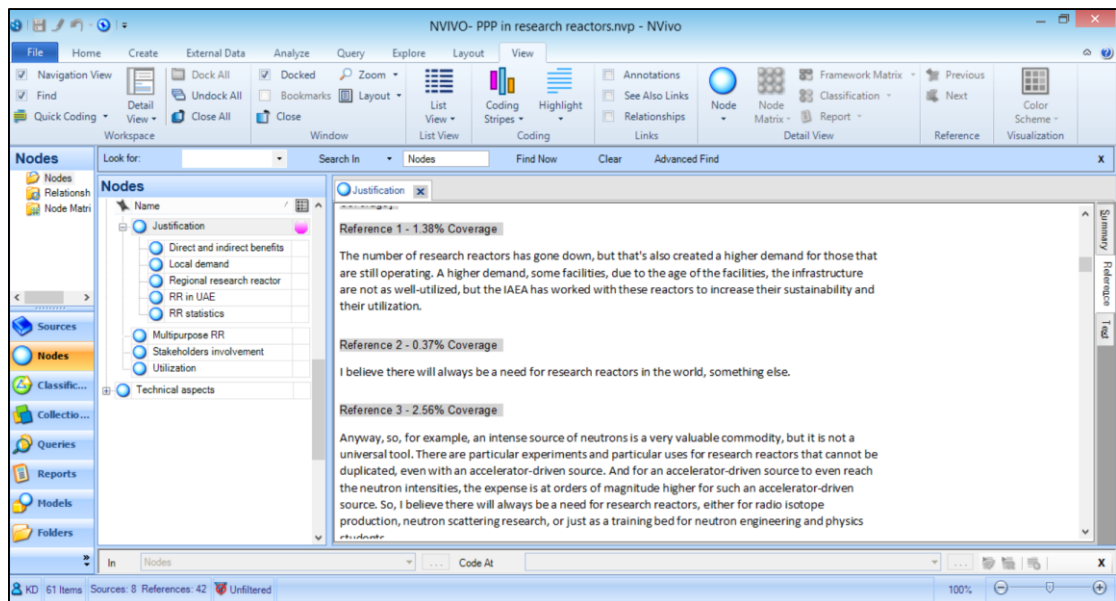 NVIVO- PPP in research reactors.nvp - NVivo
File Home Create External Data Analyze Query Explore Layout View
Navigation View
Find
Quick Coding
Detail View
Workspace
Dock All
Undock All
Close All
Docked
Bookmarks
Close
Zoom
Layout
Window
List View
List View
Coding Stripes
Highlight
Coding
Annotations
See Also Links
Relationships
Links
Node
Node Matrix
Framework Matrix
Classification
Report
Detail View
Previous
Next
Reference
Color Scheme
Visualization
Nodes
Nodes
Relationsh
Node Matri
Look for: Search In Nodes Find Now Clear Advanced Find X
Nodes
Name
Justification
Direct and indirect benefits
Local demand
Regional research reactor
RR in UAE
RR statistics
Multipurpose RR
Stakeholders involvement
Utilization
Technical aspects
Sources
Nodes
Classific...
Collectio...
Queries
Reports
Models
Folders
Justification
Reference 1 - 1.38% Coverage
The number of research reactors has gone down, but that's also created a higher demand for those that
are still operating. A higher demand, some facilities, due to the age of the facilities, the infrastructure
are not as well-utilized, but the IAEA has worked with these reactors to increase their sustainability and
their utilization.
Reference 2 - 0.37% Coverage
I believe there will always be a need for research reactors in the world, something else.
Reference 3 - 2.56% Coverage
Anyway, so, for example, an intense source of neutrons is a very valuable commodity, but it is not a
universal tool. There are particular experiments and particular uses for research reactors that cannot be
duplicated, even with an accelerator-driven source. And for an accelerator-driven source to even reach
the neutron intensities, the expense is at orders of magnitude higher for such an accelerator-driven
source. So, I believe there will always be a need for research reactors, either for radio isotope
production, neutron scattering research, or just as a training bed for neutron engineering and physics
Summary
Reference
Text
In Nodes ... Code At ... X
KD 61 Items Sources: 8 References: 42 Unfiltered 100%